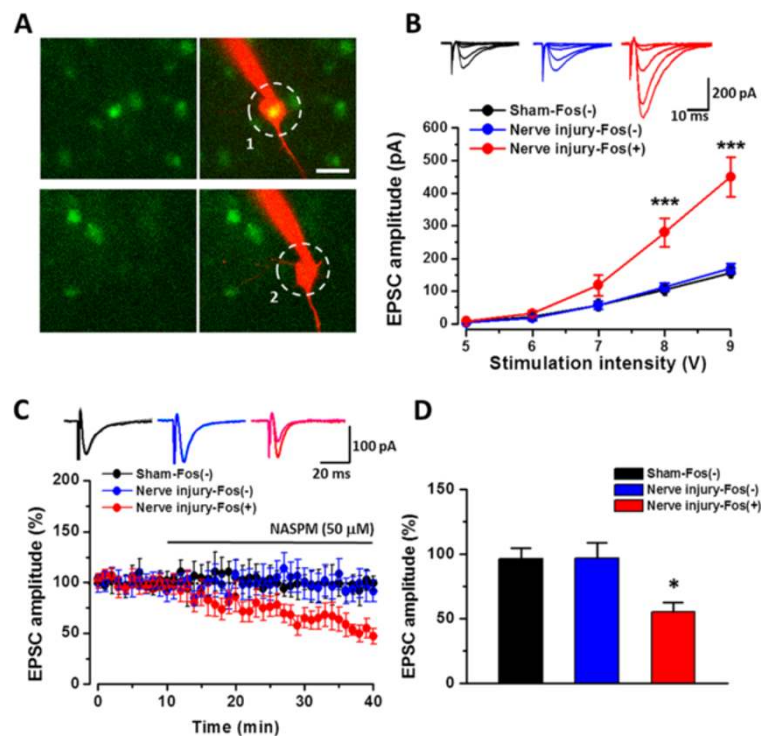 A
1
2
B
200 pA
10 ms
Sham-Fos(-)
Nerve injury-Fos(-)
Nerve injury-Fos(+)
EPSC amplitude (pA)
600
500
400
300
200
100
0
***
***
5 6 7 8 9
Stimulation intensity (V)
C
100 pA
20 ms
Sham-Fos(-)
Nerve injury-Fos(-)
Nerve injury-Fos(+)
NASPM (50 µM)
EPSC amplitude (%)
200
150
100
50
0
0 10 20 30 40
Time (min)
D
Sham-Fos(-)
Nerve injury-Fos(-)
Nerve injury-Fos(+)
EPSC amplitude (%)
150
100
50
0
*